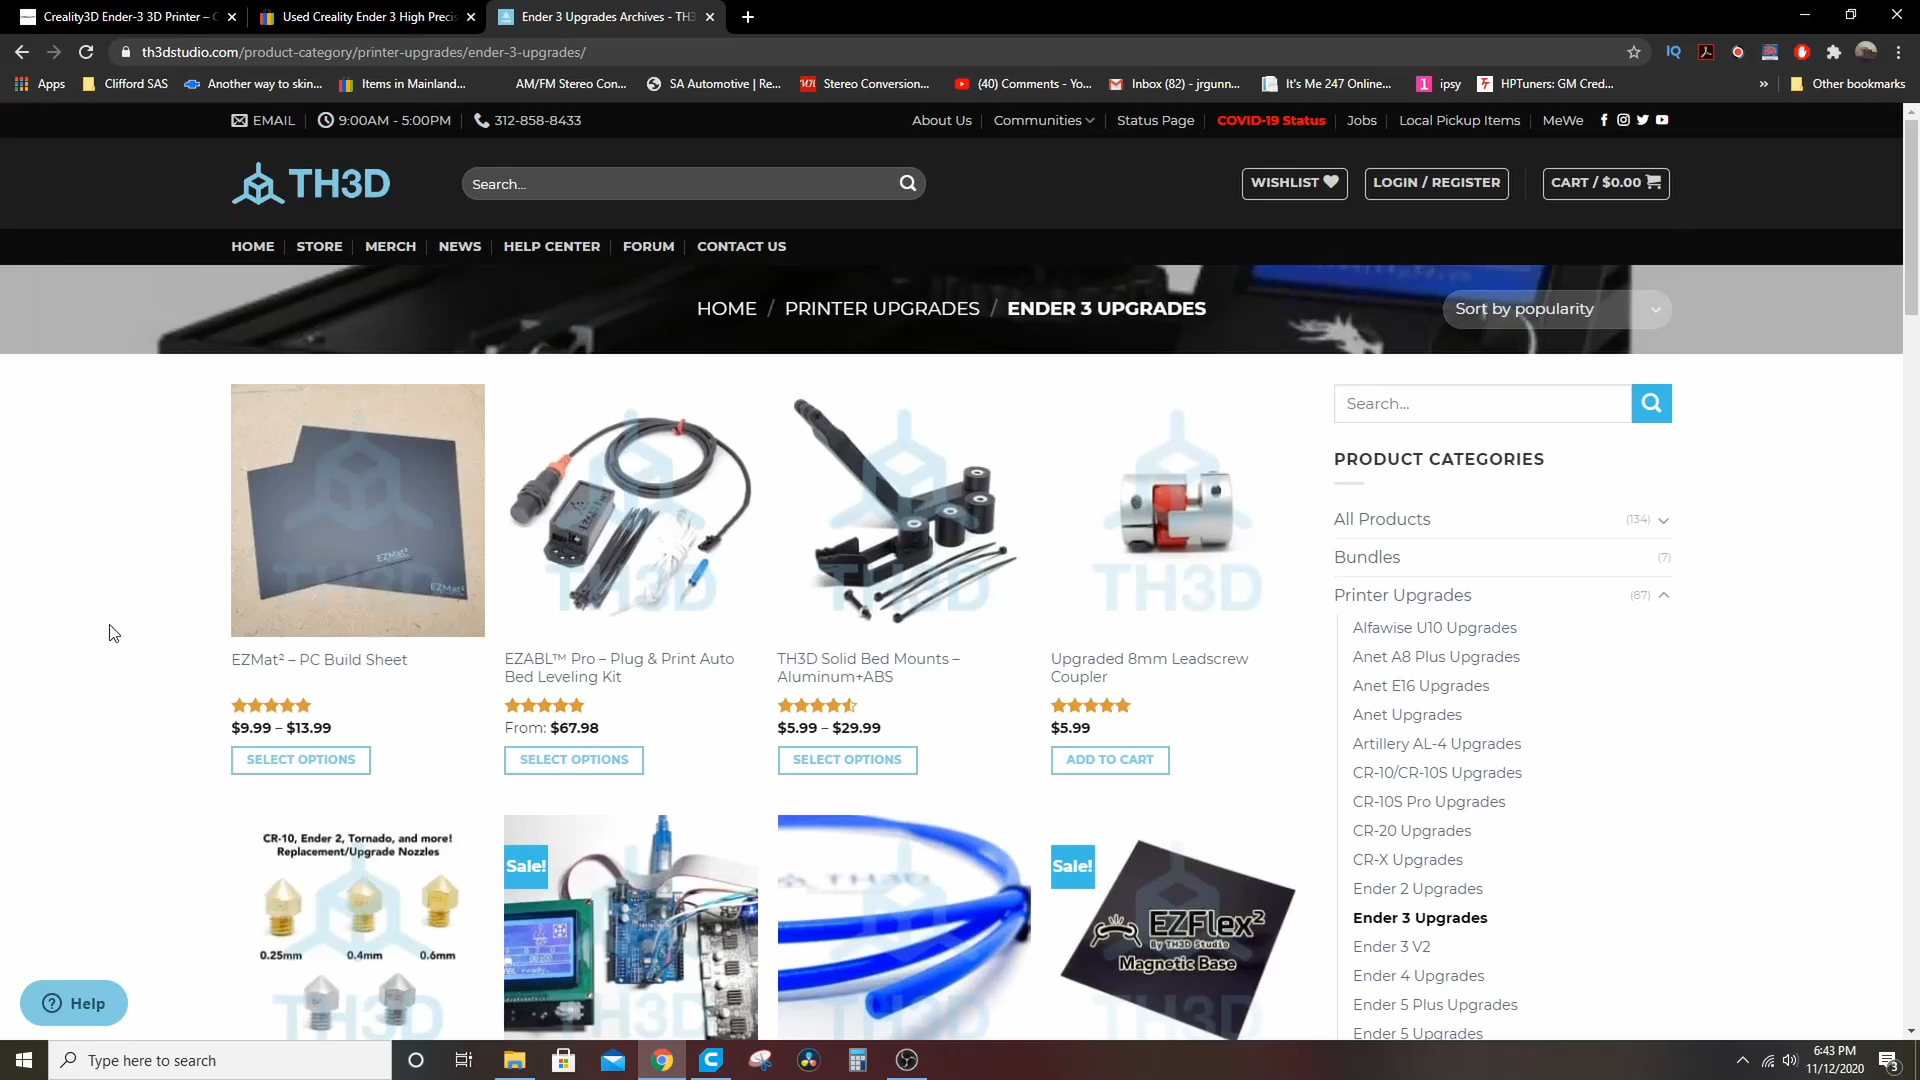 Creality3D Ender-3 3D Printer – C
Used Creality Ender 3 High Precis
Ender 3 Upgrades Archives - TH3
th3dstudio.com/product-category/printer-upgrades/ender-3-upgrades/
Apps
Clifford SAS
Another way to skin...
Items in Mainland...
AM/FM Stereo Con...
SA Automotive | Re...
Stereo Conversion...
(40) Comments - Yo...
Inbox (82) - jrgunn...
It's Me 247 Online...
ipsy
HPTuners: GM Cred...
»
Other bookmarks
EMAIL
9:00AM - 5:00PM
312-858-8433
About Us
Communities
Status Page
COVID-19 Status
Jobs
Local Pickup Items
MeWe
TH3D
Search...
WISHLIST
LOGIN / REGISTER
CART / $0.00
HOME
STORE
MERCH
NEWS
HELP CENTER
FORUM
CONTACT US
HOME / PRINTER UPGRADES / ENDER 3 UPGRADES
Sort by popularity
EZMat²
EZMat²
TH3D
TH3D
TH3D
TH3D
EZMat² – PC Build Sheet
$9.99 – $13.99
SELECT OPTIONS
EZABL™ Pro – Plug & Print Auto
Bed Leveling Kit
From: $67.98
SELECT OPTIONS
TH3D Solid Bed Mounts –
Aluminum+ABS
$5.99 – $29.99
SELECT OPTIONS
Upgraded 8mm Leadscrew
Coupler
$5.99
ADD TO CART
CR-10, Ender 2, Tornado, and more!
Replacement/Upgrade Nozzles
0.25mm
0.4mm
0.6mm
TH3D
Sale!
TH3D
TH3D
Sale!
EZFlex²
By TH3D Studio
Magnetic Base
TH3D
Search...
PRODUCT CATEGORIES
All Products (134)
Bundles (7)
Printer Upgrades (87)
Alfawise U10 Upgrades
Anet A8 Plus Upgrades
Anet E16 Upgrades
Anet Upgrades
Artillery AL-4 Upgrades
CR-10/CR-10S Upgrades
CR-10S Pro Upgrades
CR-20 Upgrades
CR-X Upgrades
Ender 2 Upgrades
Ender 3 Upgrades
Ender 3 V2
Ender 4 Upgrades
Ender 5 Plus Upgrades
Ender 5 Upgrades
Help
Type here to search
6:43 PM
11/12/2020
3